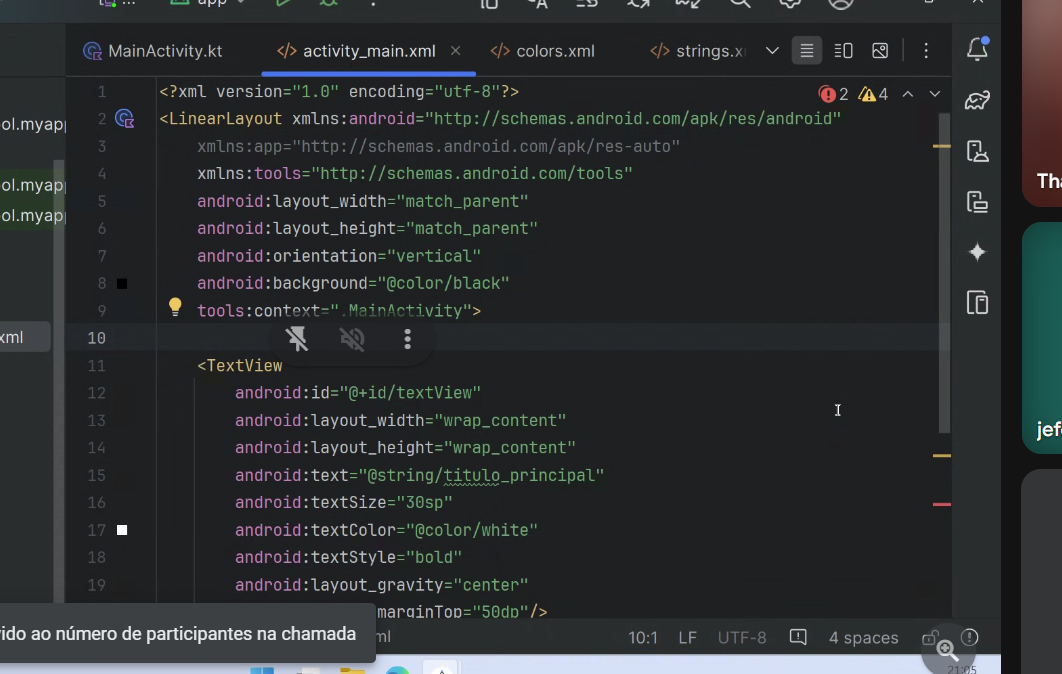 app
MainActivity.kt
</> activity_main.xml
</> colors.xml
</> strings.x
1 <?xml version="1.0" encoding="utf-8"?>
2 4
2 <LinearLayout xmlns:android="http://schemas.android.com/apk/res/android"
3 xmlns:app="http://schemas.android.com/apk/res-auto"
4 xmlns:tools="http://schemas.android.com/tools"
5 android:layout_width="match_parent"
6 android:layout_height="match_parent"
7 android:orientation="vertical"
8 android:background="@color/black"
9 tools:context=".MainActivity">
10
11 <TextView
12 android:id="@+id/textView"
13 android:layout_width="wrap_content"
14 android:layout_height="wrap_content"
15 android:text="@string/titulo_principal"
16 android:textSize="30sp"
17 android:textColor="@color/white"
18 android:textStyle="bold"
19 android:layout_gravity="center"
marginTop="50dp"/>
ol.myapp
ol.myapp
ol.myapp
xml
vido ao número de participantes na chamada
ml
10:1 LF UTF-8 4 spaces
21:05
Tha
jefe